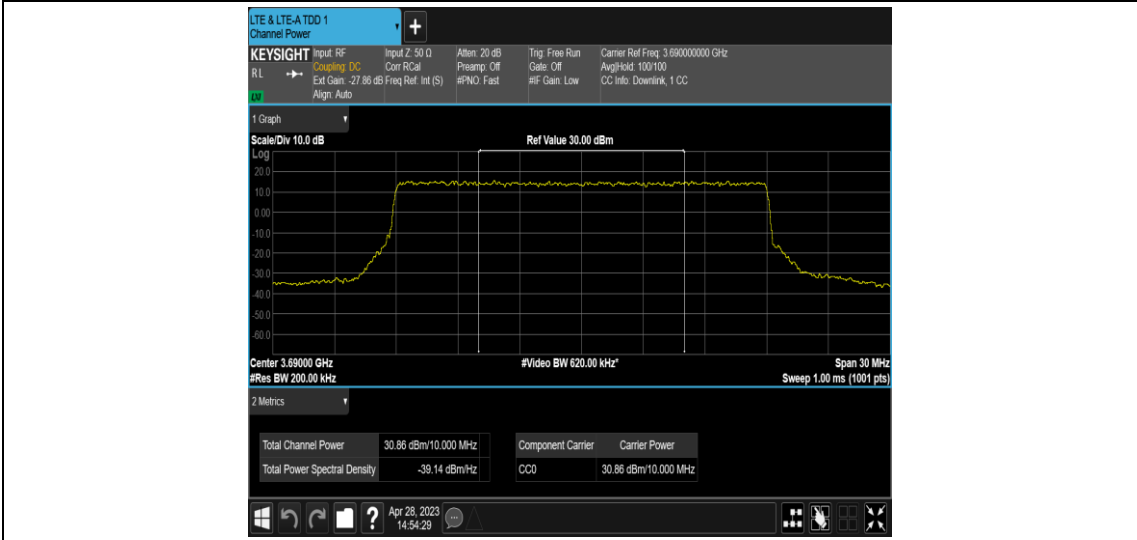 LTE & LTE-A TDD 1
Channel Power
KEYSIGHT Input: RF Input Z: 50 Ω Atten: 20 dB Trig: Free Run Carrier Ref Freq: 3.690000000 GHz
RL Coupling: DC Corr RCal Preamp: Off Gate: Off Avg|Hold: 100/100
Ext Gain: -27.86 dB Freq Ref: Int (S) #PNO: Fast #IF Gain: Low CC Info: Downlink, 1 CC
Align: Auto
1 Graph
Scale/Div 10.0 dB Ref Value 30.00 dBm
Log
20.0
10.0
0.00
-10.0
-20.0
-30.0
-40.0
-50.0
-60.0
Center 3.69000 GHz #Video BW 620.00 kHz* Span 30 MHz
#Res BW 200.00 kHz Sweep 1.00 ms (1001 pts)
2 Metrics
Total Channel Power 30.86 dBm/10.000 MHz Component Carrier Carrier Power
Total Power Spectral Density -39.14 dBm/Hz CC0 30.86 dBm/10.000 MHz
? Apr 28, 2023
14:54:29